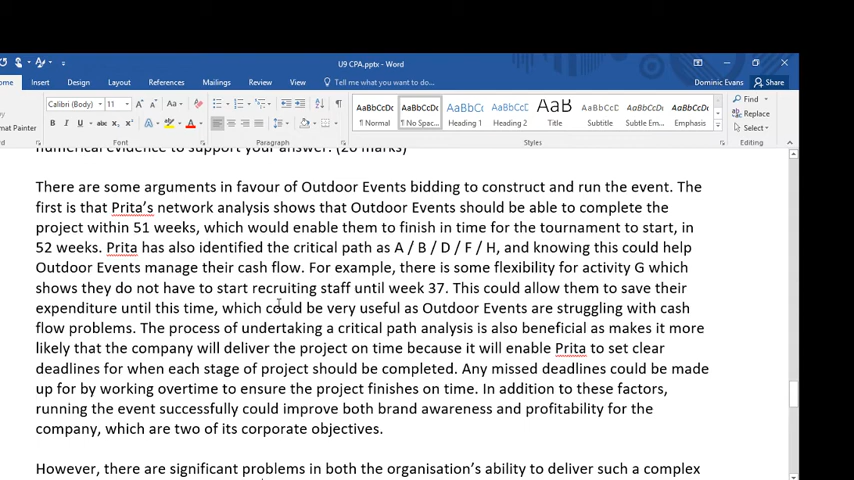 U9 CPA.pptx - Word
Dominic Evans Share
ome Insert Design Layout References Mailings Review View Tell me what you want to do...
Calibri (Body) 11 Find
Replace
mat Painter Select
Normal No Spac... Heading 1 Heading 2 Title Subtitle Subtle Em... Emphasis
Font Paragraph Styles Editing
numerical evidence to support your answer. (20 marks)
There are some arguments in favour of Outdoor Events bidding to construct and run the event. The
first is that Prita's network analysis shows that Outdoor Events should be able to complete the
project within 51 weeks, which would enable them to finish in time for the tournament to start, in
52 weeks. Prita has also identified the critical path as A / B / D / F / H, and knowing this could help
Outdoor Events manage their cash flow. For example, there is some flexibility for activity G which
shows they do not have to start recruiting staff until week 37. This could allow them to save their
expenditure until this time, which could be very useful as Outdoor Events are struggling with cash
flow problems. The process of undertaking a critical path analysis is also beneficial as makes it more
likely that the company will deliver the project on time because it will enable Prita to set clear
deadlines for when each stage of project should be completed. Any missed deadlines could be made
up for by working overtime to ensure the project finishes on time. In addition to these factors,
running the event successfully could improve both brand awareness and profitability for the
company, which are two of its corporate objectives.
However, there are significant problems in both the organisation's ability to deliver such a complex